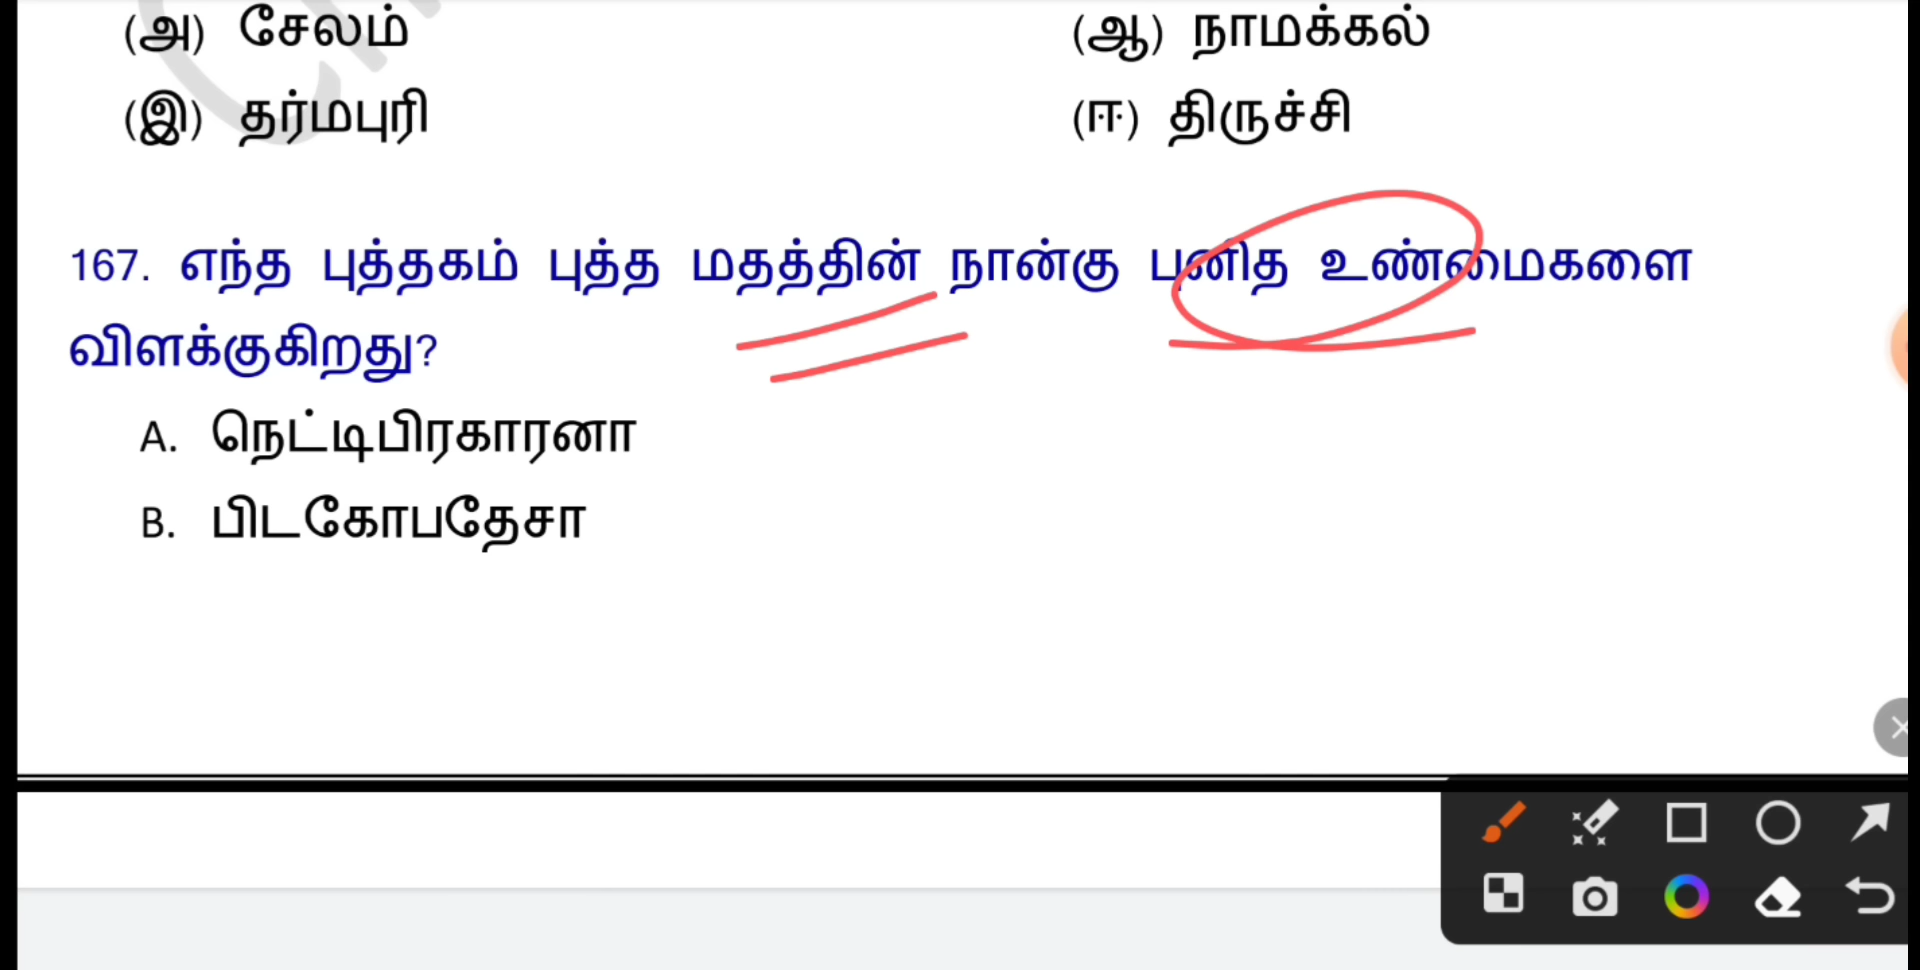 (அ) சேலம் (ஆ) நாமக்கல்
(இ) தர்மபுரி (ஈ) திருச்சி
167. எந்த புத்தகம் புத்த மதத்தின் நான்கு புனித உண்மைகளை
விளக்குகிறது?
A. நெட்டிபிரகாரனா
B. பிடகோபதேசா